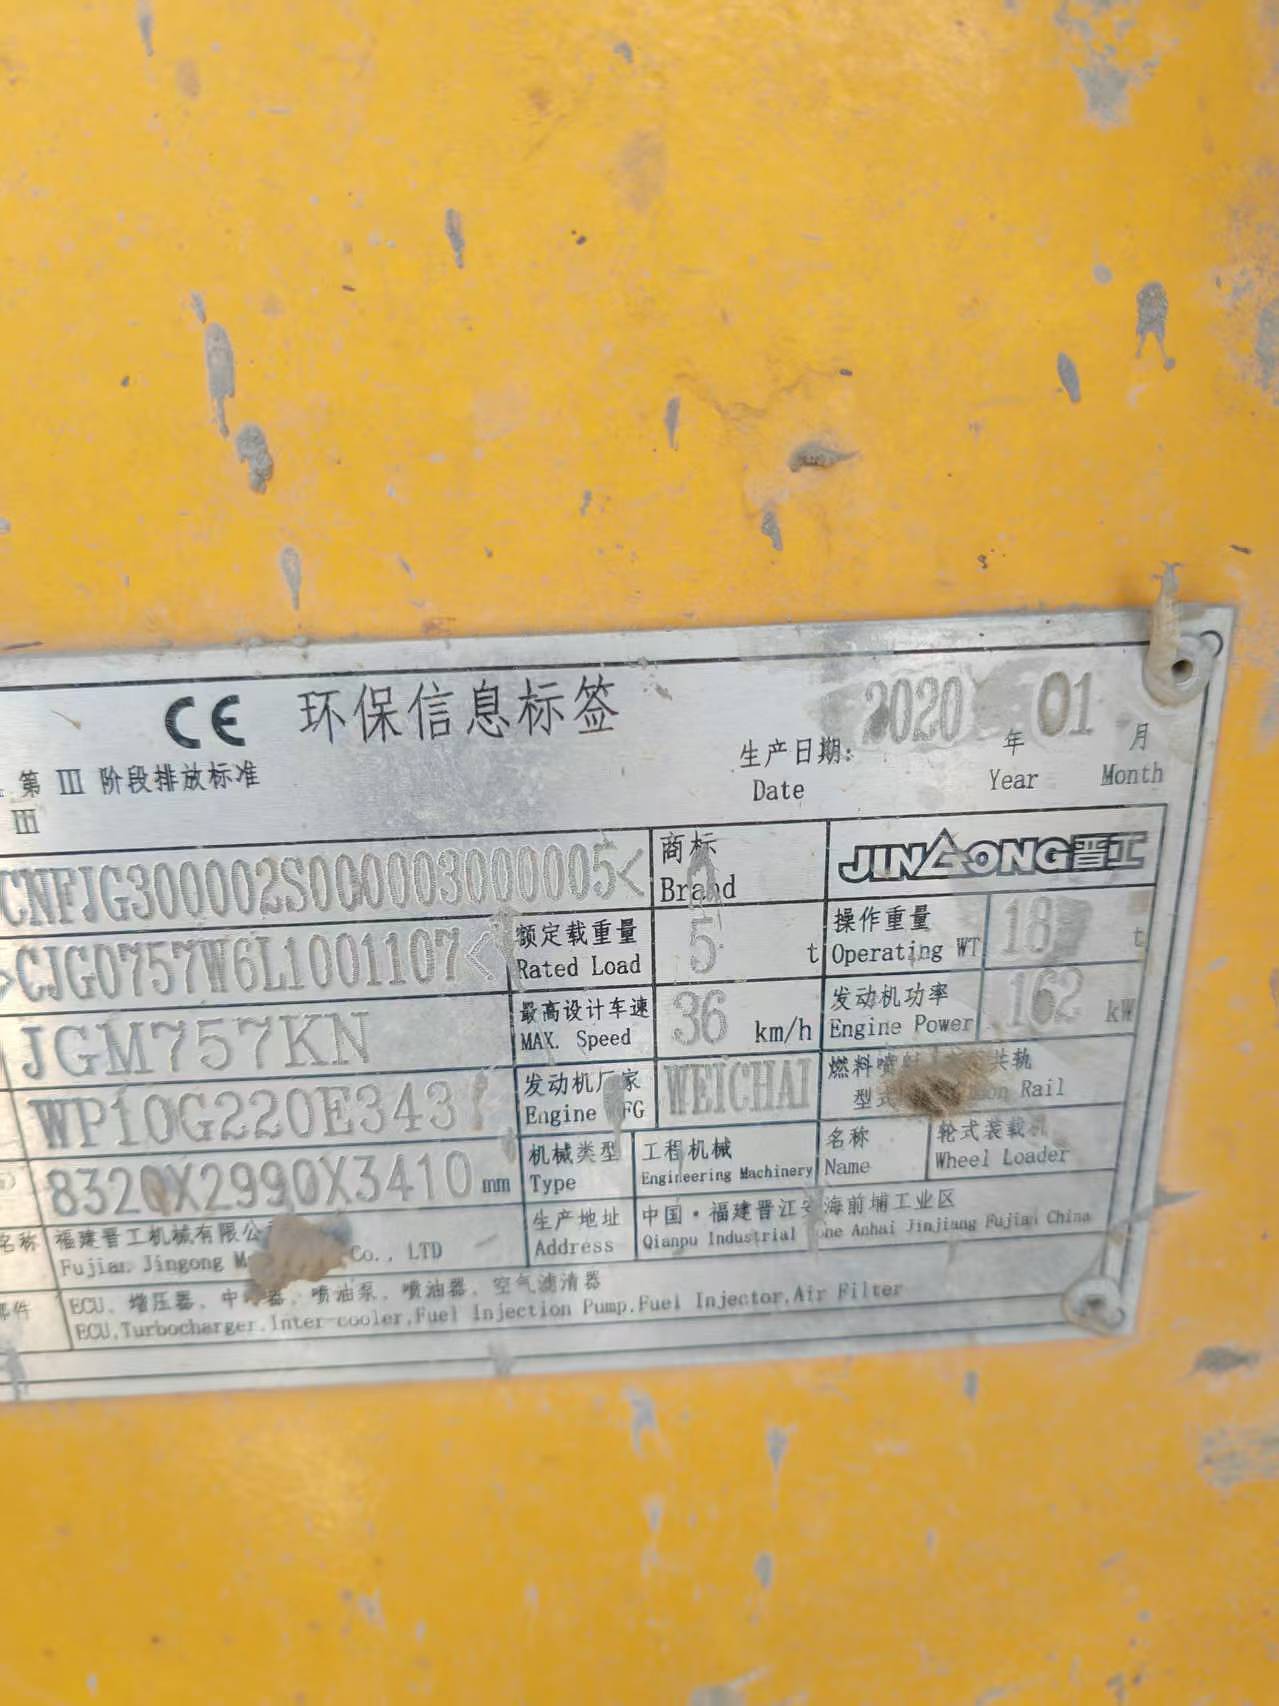 CE 环保信息标签
生产日期: 2020 年 01 月
Date Year Month
第 III 阶段排放标准
III
CNFJG300002S000003000005<
商标
Brand
JINGONG晋工
>CJG0757W6L1001107<
额定载重量
Rated Load
5 t
操作重量
Operating WT
t
JGM757KN
最高设计车速
MAX. Speed
36 km/h
发动机功率
Engine Power
162 kW
WP10G220E343
发动机厂家
Engine
WEICHAI
燃料喷射 共轨
型式 Rail
8320X2990X3410 mm
机械类型
Type
工程机械
Engineering Machinery
名称
Name
轮式装载机
Wheel Loader
名称
福建晋工机械有限公
Fujian Jingong Co., LTD
生产地址
Address
中国·福建晋江 海前埔工业区
Qianpu Industrial Anhai Jinjiang Fujian China
部件
ECU、增压器、中 器、喷油泵、喷油器、空气滤清器
ECU,Turbocharger,Inter-cooler,Fuel Injection Pump,Fuel Injector,Air Filter